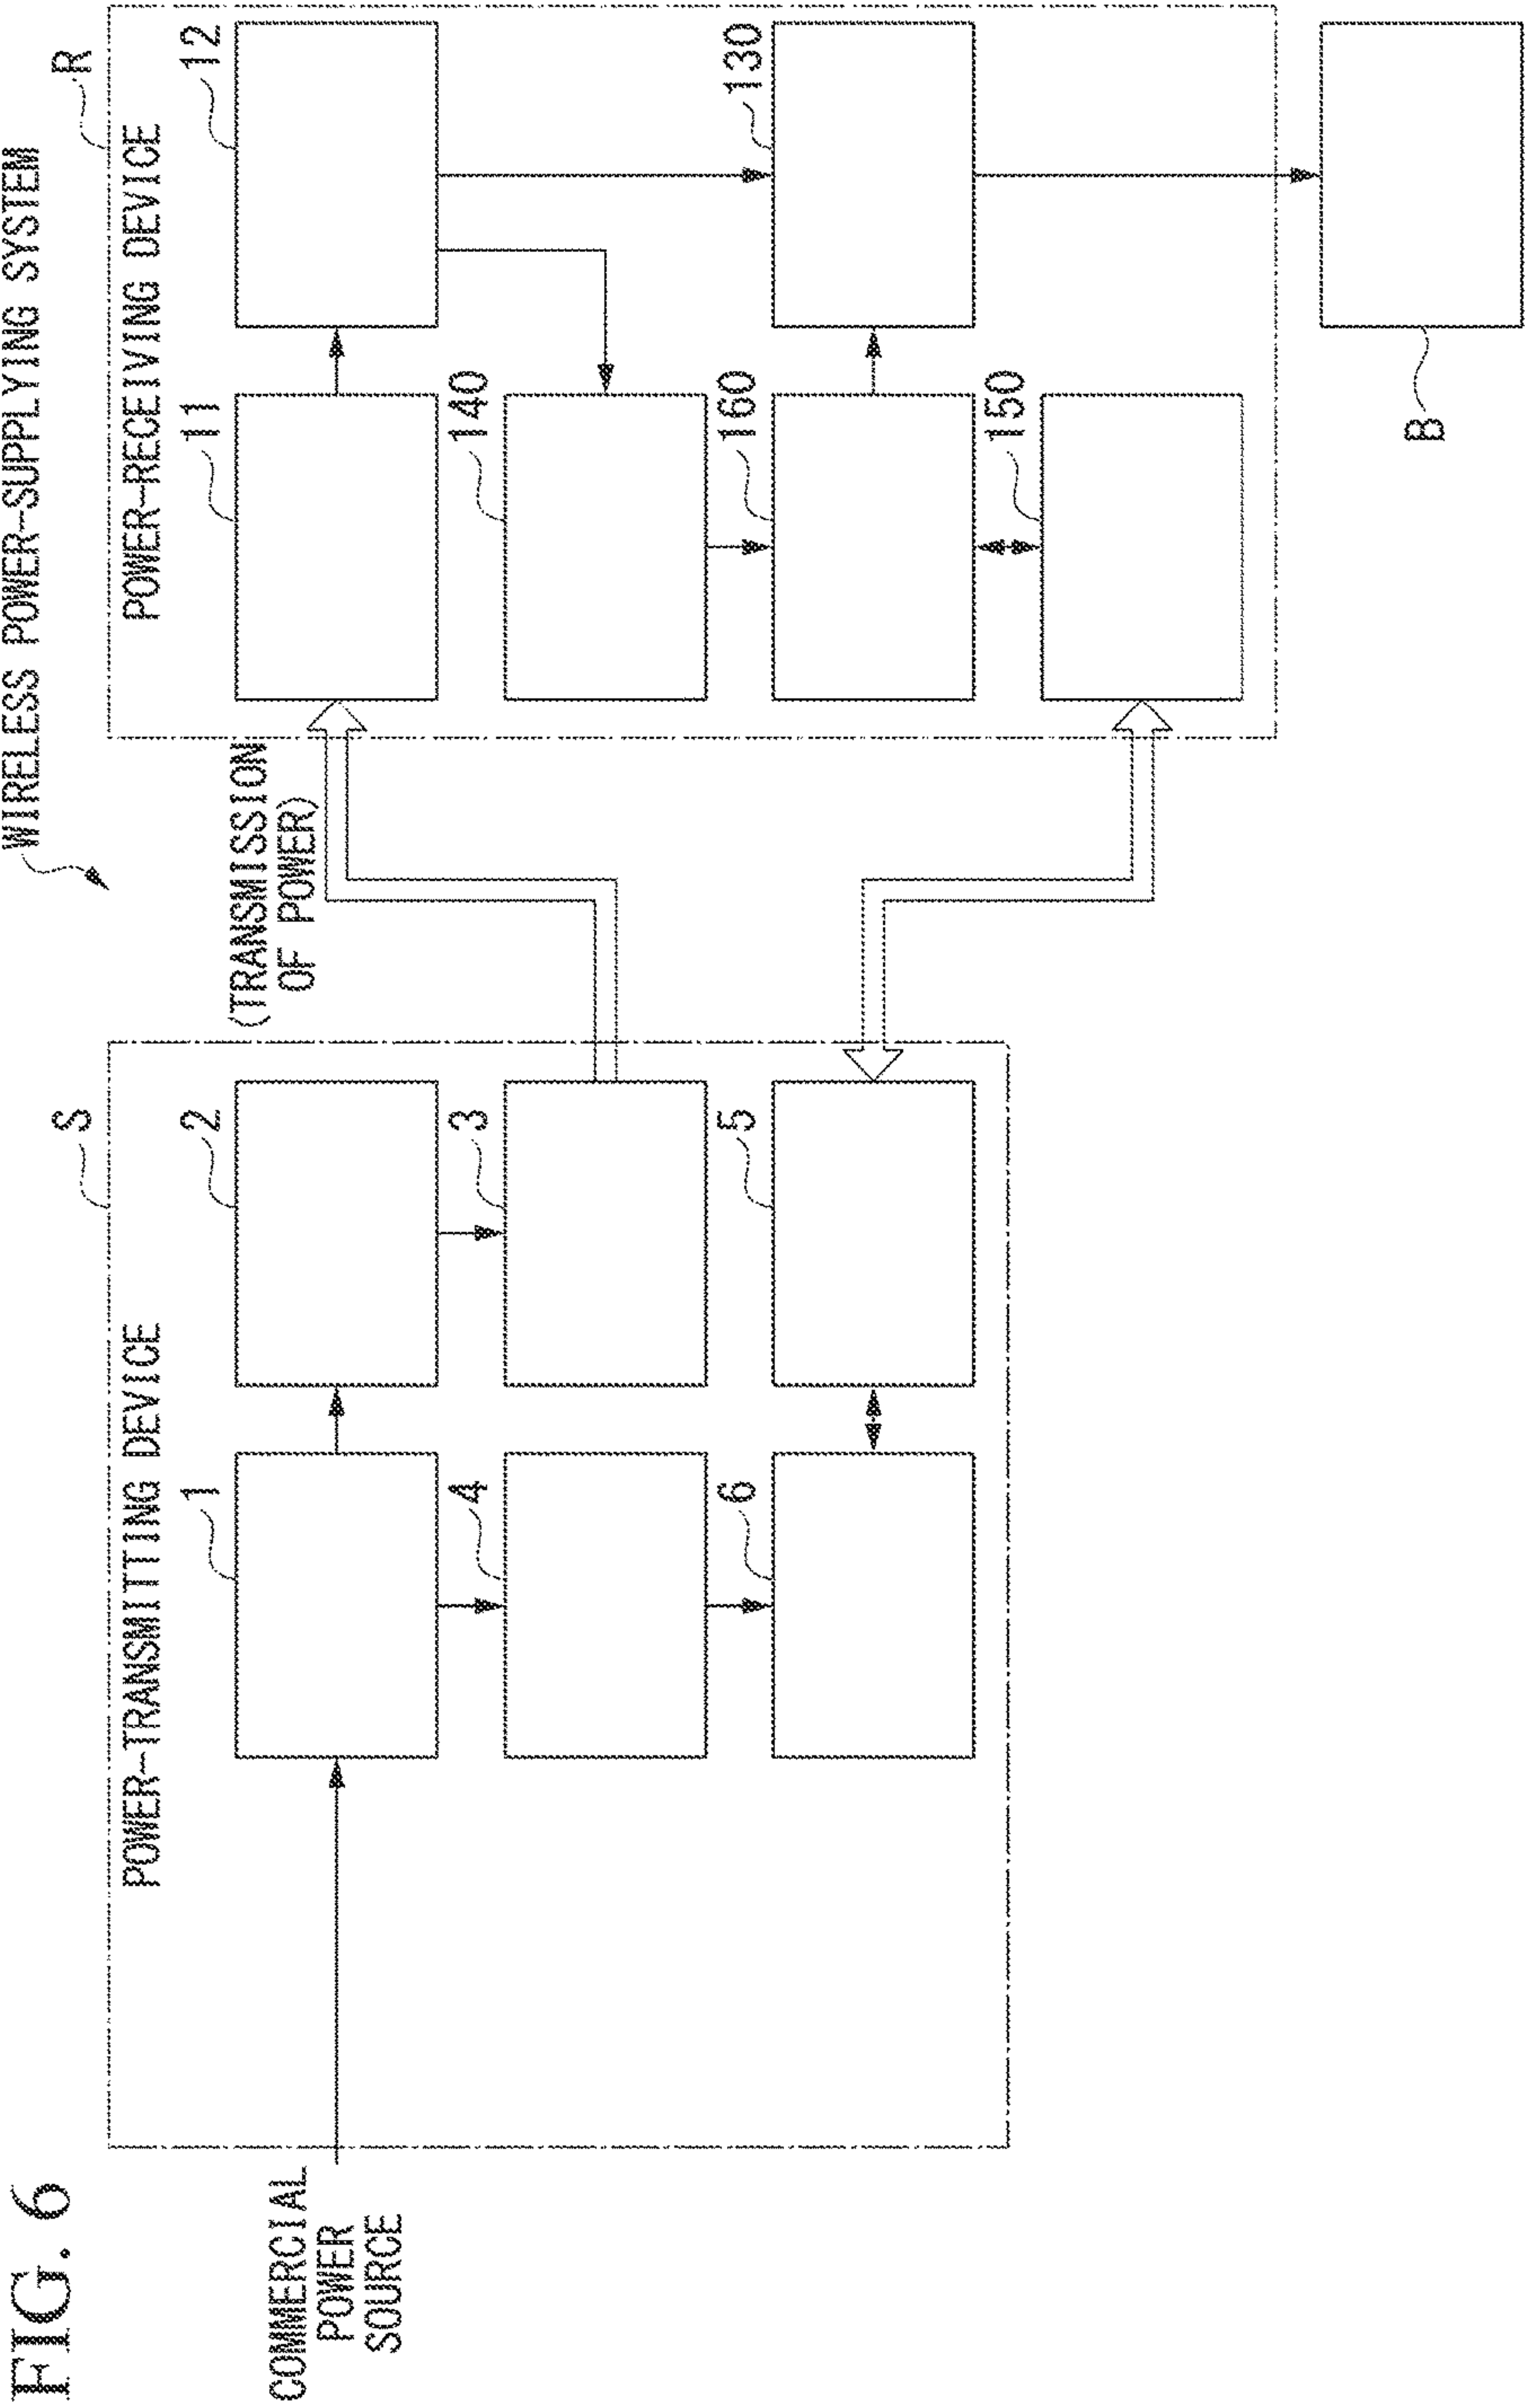 FIG. 6
WIRELESS POWER-SUPPLYING SYSTEM
S
R
POWER-TRANSMITTING DEVICE
POWER-RECEIVING DEVICE
1
2
11
12
(TRANSMISSION
OF POWER)
COMMERCIAL
POWER
SOURCE
4
3
140
6
5
160
130
150
B